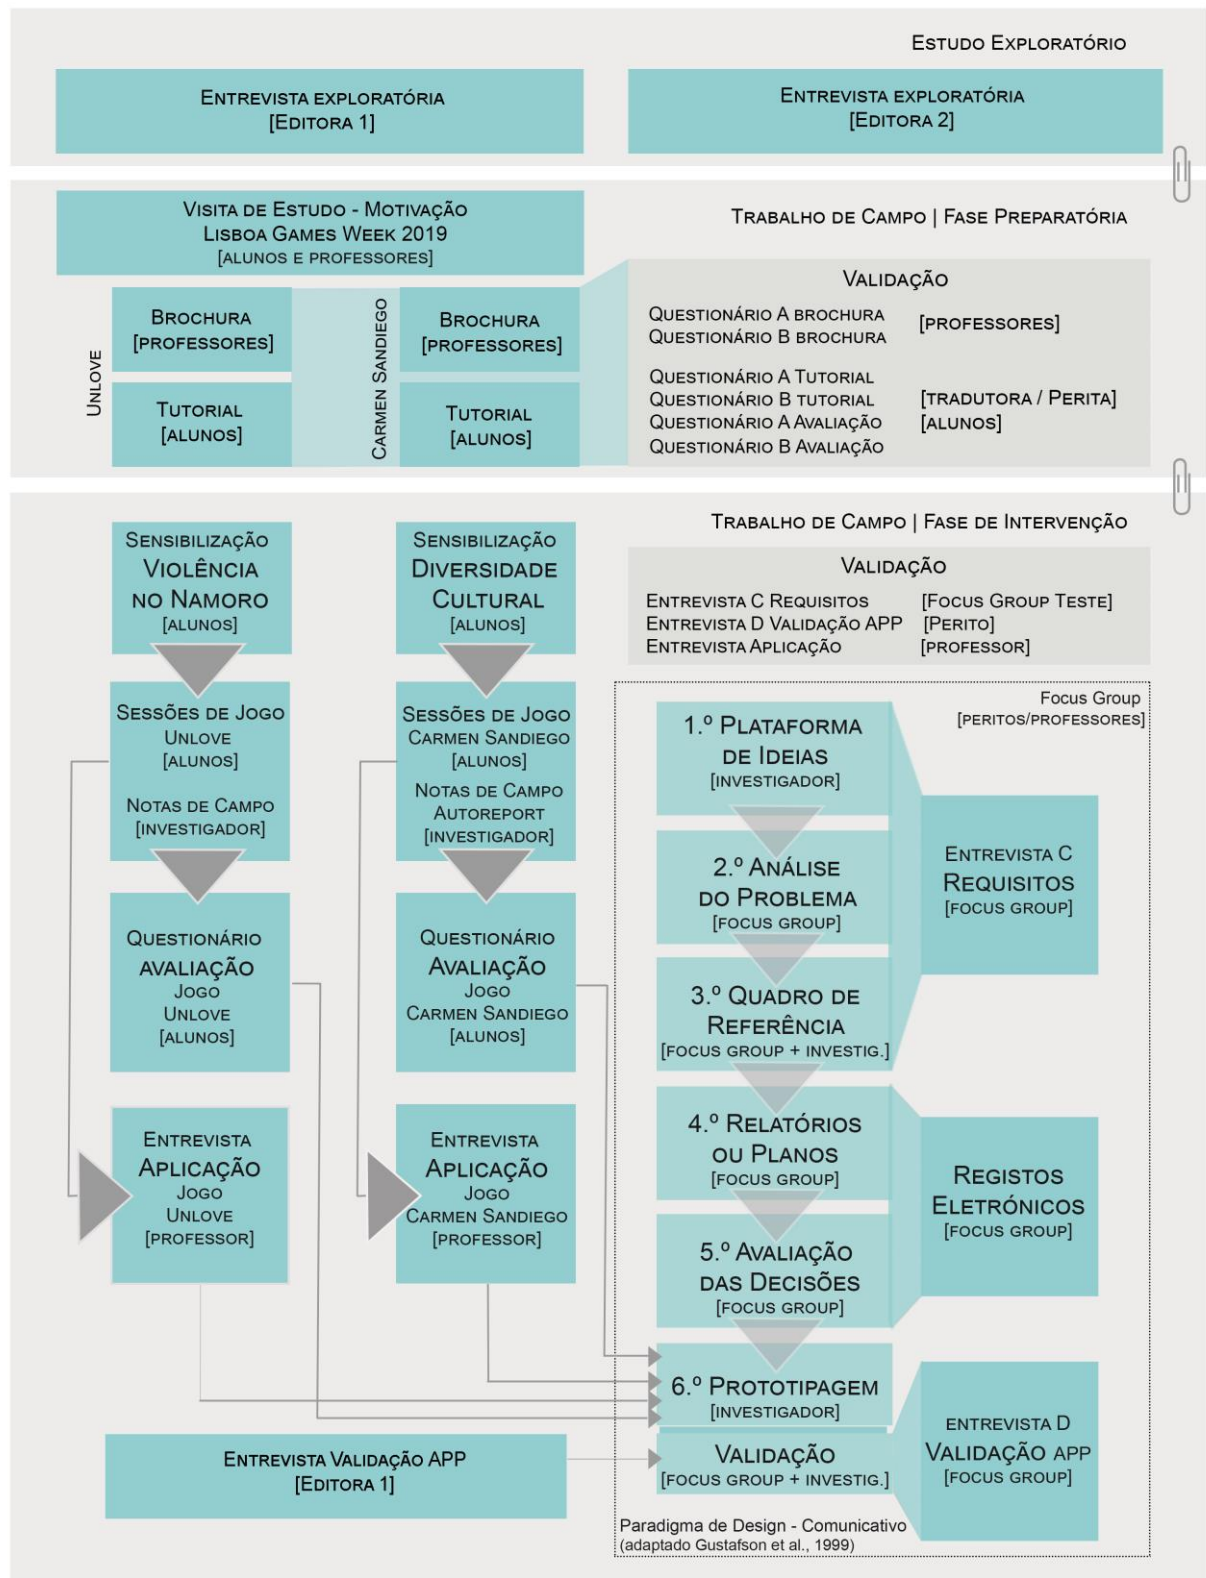 Estudo Exploratório
Entrevista exploratória
[Editora 1]
Entrevista exploratória
[Editora 2]
Visita de Estudo - Motivação
Lisboa Games Week 2019
[alunos e professores]
Trabalho de Campo | Fase Preparatória
Unlove
Brochura
[professores]
Tutorial
[alunos]
Carmen Sandiego
Brochura
[professores]
Tutorial
[alunos]
Validação
Questionário A brochura
Questionário B brochura
[professores]
Questionário A Tutorial
Questionário B tutorial
Questionário A Avaliação
Questionário B Avaliação
[tradutora / Perita]
[alunos]
Trabalho de Campo | Fase de Intervenção
Sensibilização
Violência
no Namoro
[alunos]
Sensibilização
Diversidade
Cultural
[alunos]
Validação
Entrevista C Requisitos [Focus Group Teste]
Entrevista D Validação APP [Perito]
Entrevista Aplicação [professor]
Sessões de Jogo
Unlove
[alunos]
Notas de Campo
[investigador]
Sessões de Jogo
Carmen Sandiego
[alunos]
Notas de Campo
Autoreport
[investigador]
Questionário
avaliação
Jogo
Unlove
[alunos]
Questionário
Avaliação
Jogo
Carmen Sandiego
[alunos]
Entrevista
Aplicação
Jogo
Unlove
[professor]
Entrevista
Aplicação
Jogo
Carmen Sandiego
[professor]
Entrevista Validação APP
[Editora 1]
Focus Group
[peritos/professores]
1.º Plataforma
de Ideias
[investigador]
2.º Análise
do Problema
[focus group]
3.º Quadro de
Referência
[focus group + investig.]
Entrevista C
Requisitos
[focus group]
4.º Relatórios
ou Planos
[focus group]
5.º Avaliação
das Decisões
[focus group]
Registos
Eletrónicos
[focus group]
6.º Prototipagem
[investigador]
Validação
[focus group + investig.]
entrevista D
Validação app
[focus group]
Paradigma de Design - Comunicativo
(adaptado Gustafson et al., 1999)